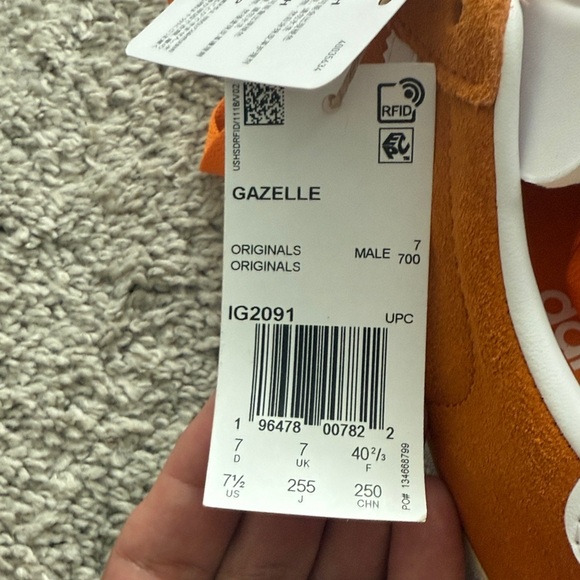 USHSDRFID/1118/V02
RFID
GAZELLE
ORIGINALS
ORIGINALS
MALE
7
700
IG2091
UPC
1 96478 00782 2
7 7 40²/₃
D UK F
7½ 255 250
US J CHN
PO# 134668799